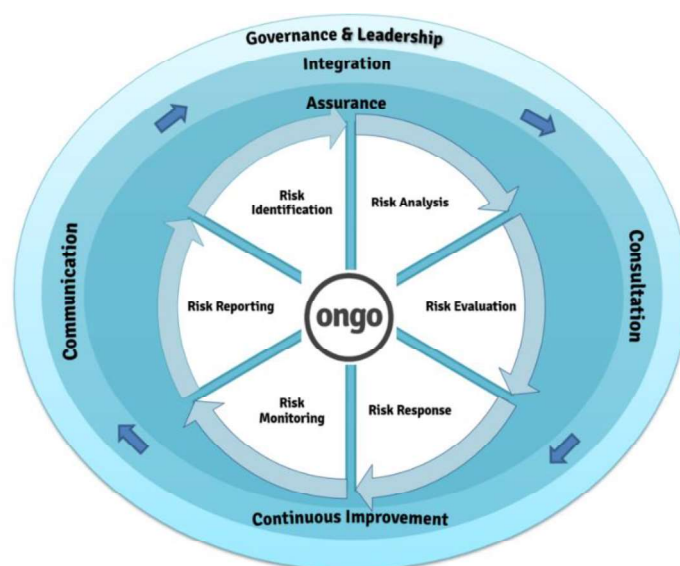 Governance & Leadership
Integration
Assurance
Risk
Identification
Risk Analysis
Communication
Consultation
Risk Reporting
ongo
Risk Evaluation
Risk
Monitoring
Risk Response
Continuous Improvement